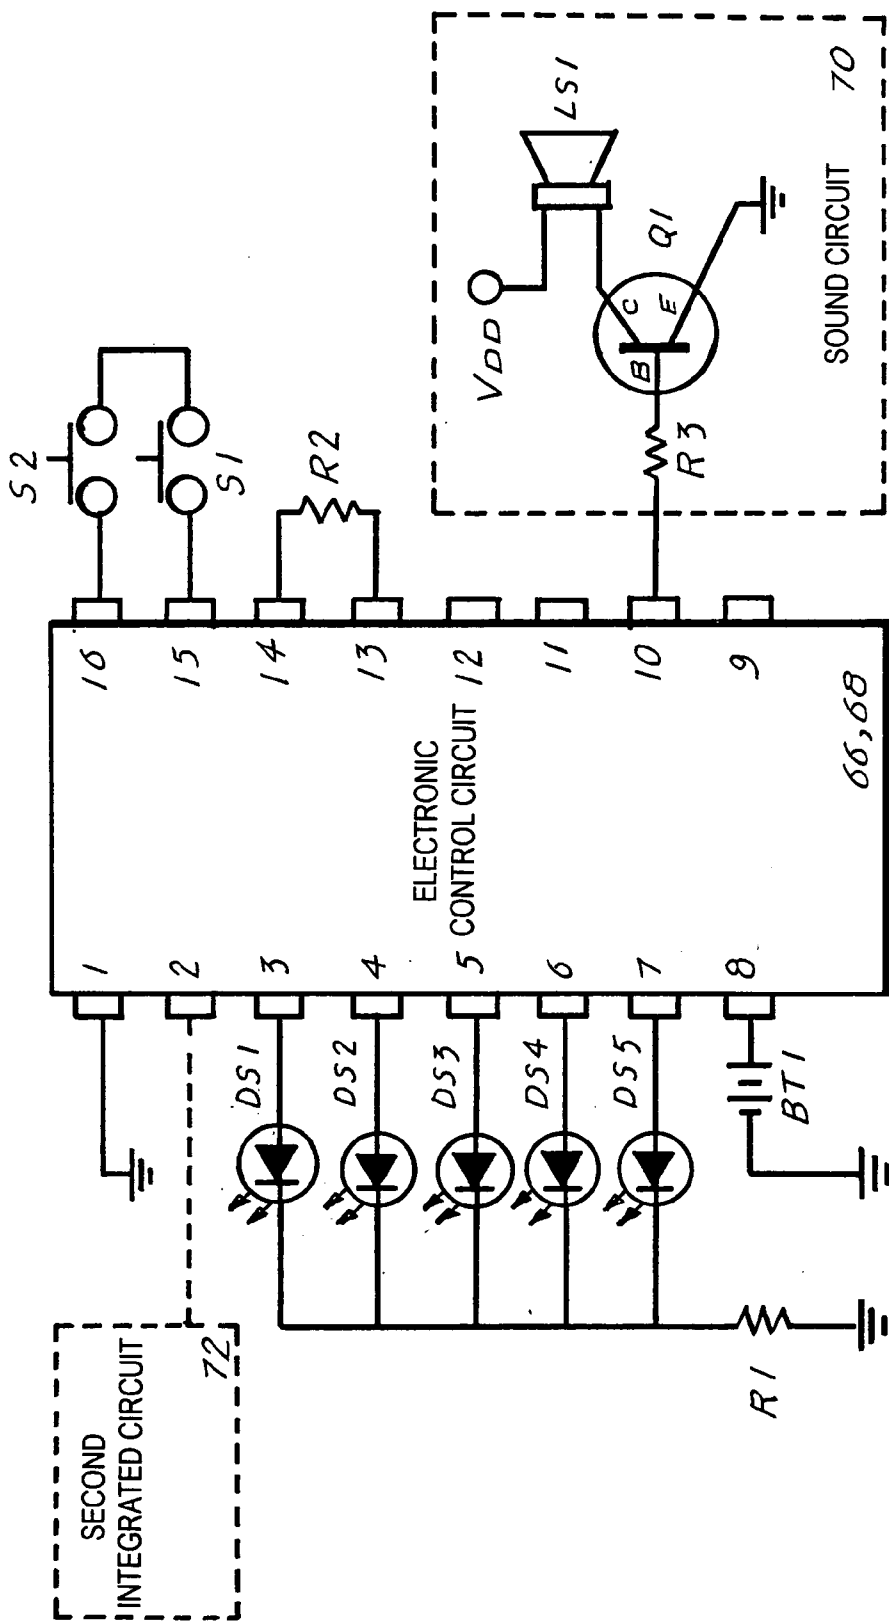 SECOND
INTEGRATED CIRCUIT
72
1
2
3
4
5
6
7
8
DS1
DS2
DS3
DS4
DS5
BT1
R1
ELECTRONIC
CONTROL CIRCUIT
66,68
16
15
14
13
12
11
10
9
S2
S1
R2
R3
VDD
LS1
Q1
B
C
E
SOUND CIRCUIT
70